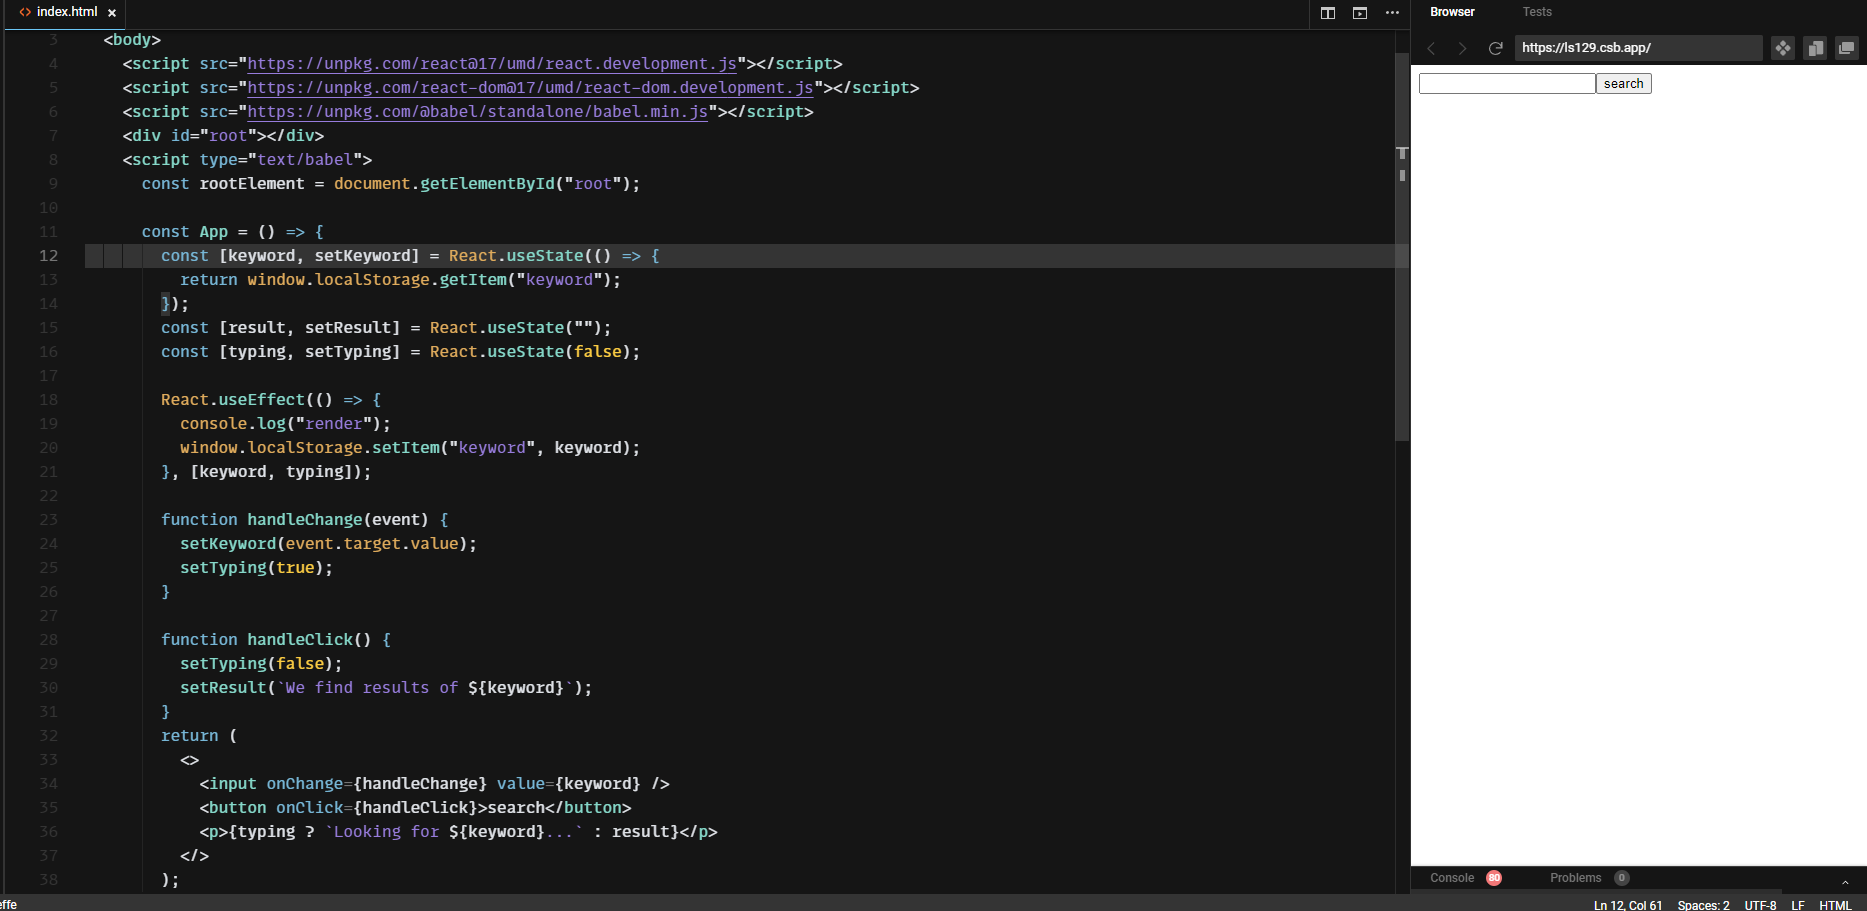 <> index.html ×
3 <body>
4 <script src="https://unpkg.com/react@17/umd/react.development.js"></script>
5 <script src="https://unpkg.com/react-dom@17/umd/react-dom.development.js"></script>
6 <script src="https://unpkg.com/@babel/standalone/babel.min.js"></script>
7 <div id="root"></div>
8 <script type="text/babel">
9 const rootElement = document.getElementById("root");
10
11 const App = () => {
12 const [keyword, setKeyword] = React.useState(() => {
13 return window.localStorage.getItem("keyword");
14 });
15 const [result, setResult] = React.useState("");
16 const [typing, setTyping] = React.useState(false);
17
18 React.useEffect(() => {
19 console.log("render");
20 window.localStorage.setItem("keyword", keyword);
21 }, [keyword, typing]);
22
23 function handleChange(event) {
24 setKeyword(event.target.value);
25 setTyping(true);
26 }
27
28 function handleClick() {
29 setTyping(false);
30 setResult(`We find results of ${keyword}`);
31 }
32 return (
33 <>
34 <input onChange={handleChange} value={keyword} />
35 <button onClick={handleClick}>search</button>
36 <p>{typing ? `Looking for ${keyword}...` : result}</p>
37 </>
38 );
Browser Tests
https://ls129.csb.app/
search
Console 80 Problems 0
effe Ln 12, Col 61 Spaces: 2 UTF-8 LF HTML